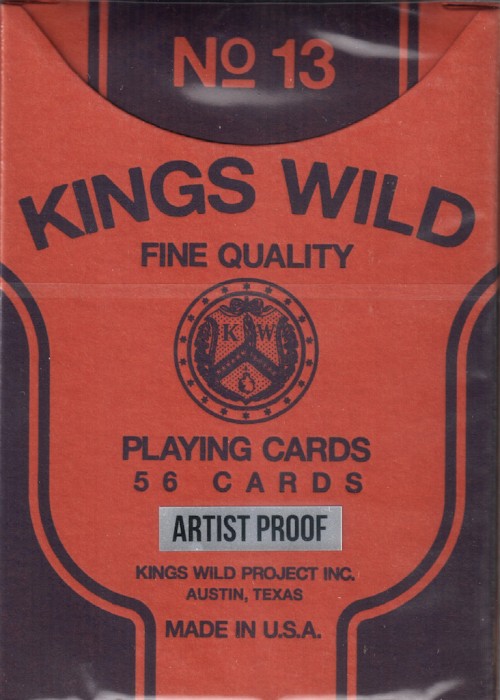 No 13
KINGS WILD
FINE QUALITY
K W
PLAYING CARDS
56 CARDS
ARTIST PROOF
KINGS WILD PROJECT INC.
AUSTIN, TEXAS
MADE IN U.S.A.